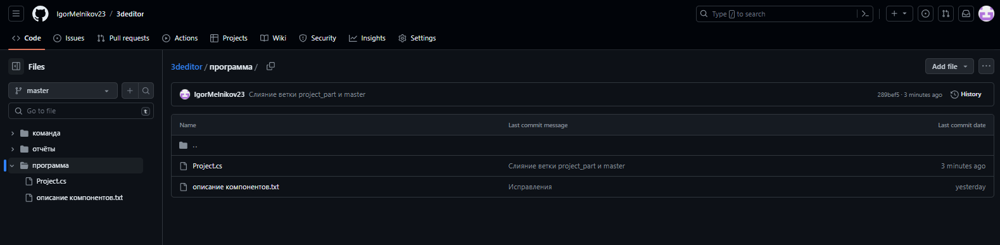 IgorMelnikov23 / 3deditor
Type / to search
Code Issues Pull requests Actions Projects Wiki Security Insights Settings
Files
master
Go to file t
команда
отчёты
программа
Project.cs
описание компонентов.txt
3deditor / программа /
Add file
IgorMelnikov23 Слияние ветки project_part и master
289bef5 · 3 minutes ago History
Name Last commit message Last commit date
..
Project.cs Слияние ветки project_part и master 3 minutes ago
описание компонентов.txt Исправления yesterday